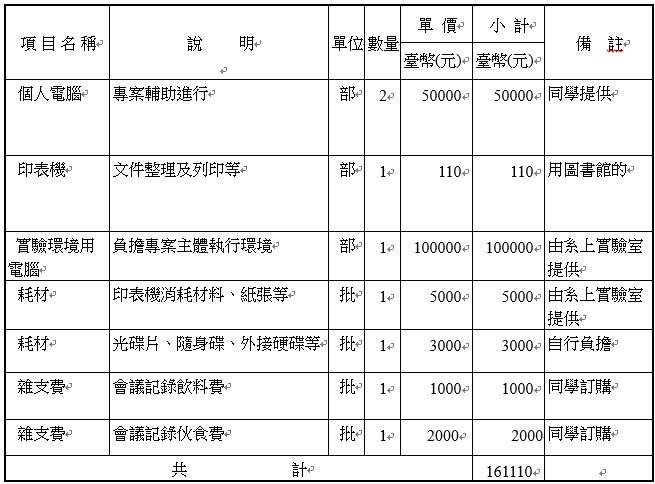 項目名稱 說 明 單位 數量 單 價 小 計 備 註
臺幣(元) 臺幣(元)
個人電腦 專案輔助進行 部 2 50000 50000 同學提供
印表機 文件整理及列印等 部 1 110 110 用圖書館的
實驗環境用 負擔專案主體執行環境 部 1 100000 100000 由系上實驗室
電腦 提供
耗材 印表機消耗材料、紙張等 批 1 5000 5000 由系上實驗室
提供
耗材 光碟片、隨身碟、外接硬碟等 批 1 3000 3000 自行負擔
雜支費 會議記錄飲料費 批 1 1000 1000 同學訂購
雜支費 會議記錄伙食費 批 1 2000 2000 同學訂購
共 計 161110